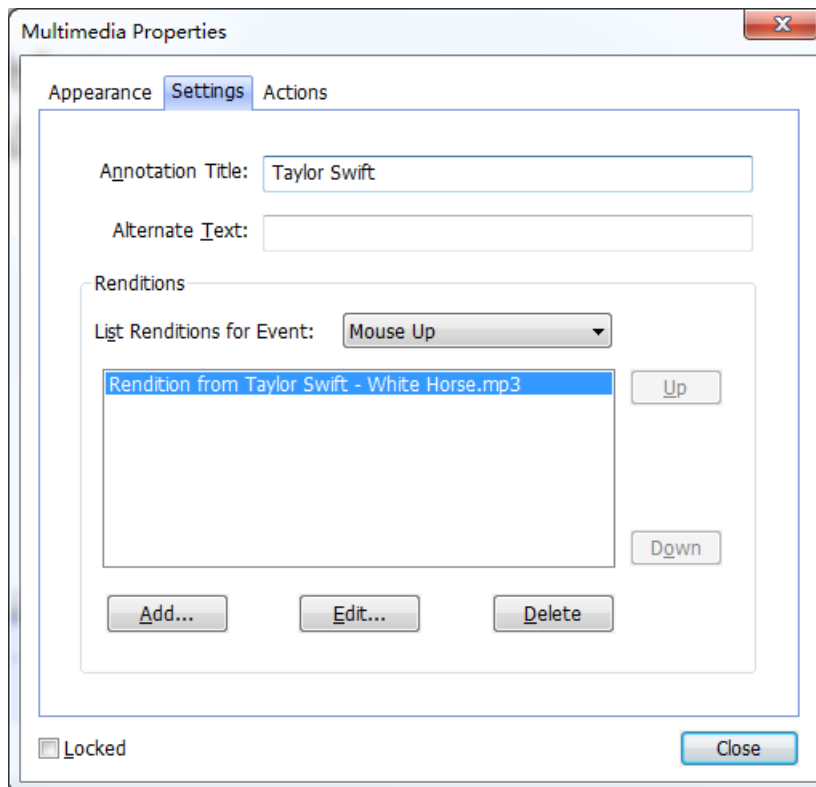 Multimedia Properties
Appearance Settings Actions
Annotation Title: Taylor Swift
Alternate Text:
Renditions
List Renditions for Event: Mouse Up
Rendition from Taylor Swift - White Horse.mp3
Up
Down
Add... Edit... Delete
Locked Close